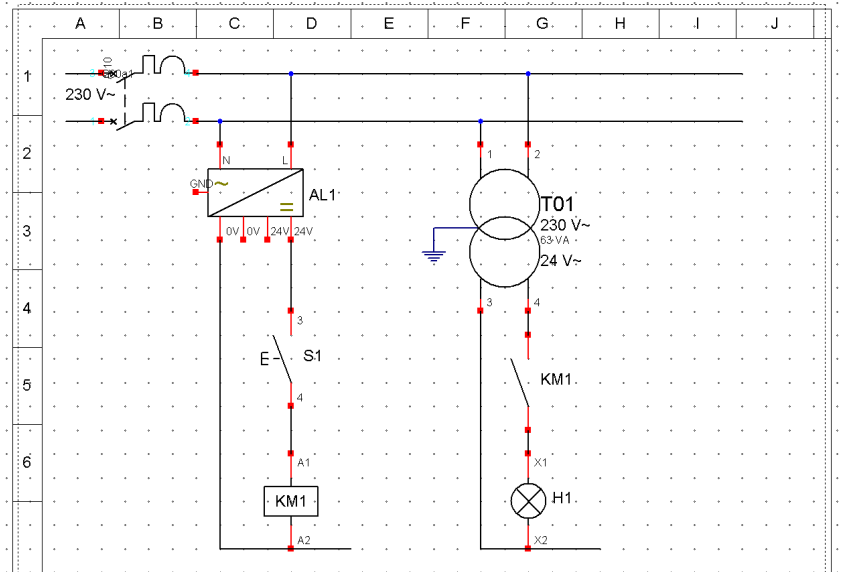 A B C D E F G H I J
1
230 V~
2
N L
1 2
GND
AL1
T01
3
0V 0V 24V 24V
230 V~
63 VA
24 V~
4
3
3 4
E S1
5
4
KM1
6
A1
X1
KM1
H1
A2
X2